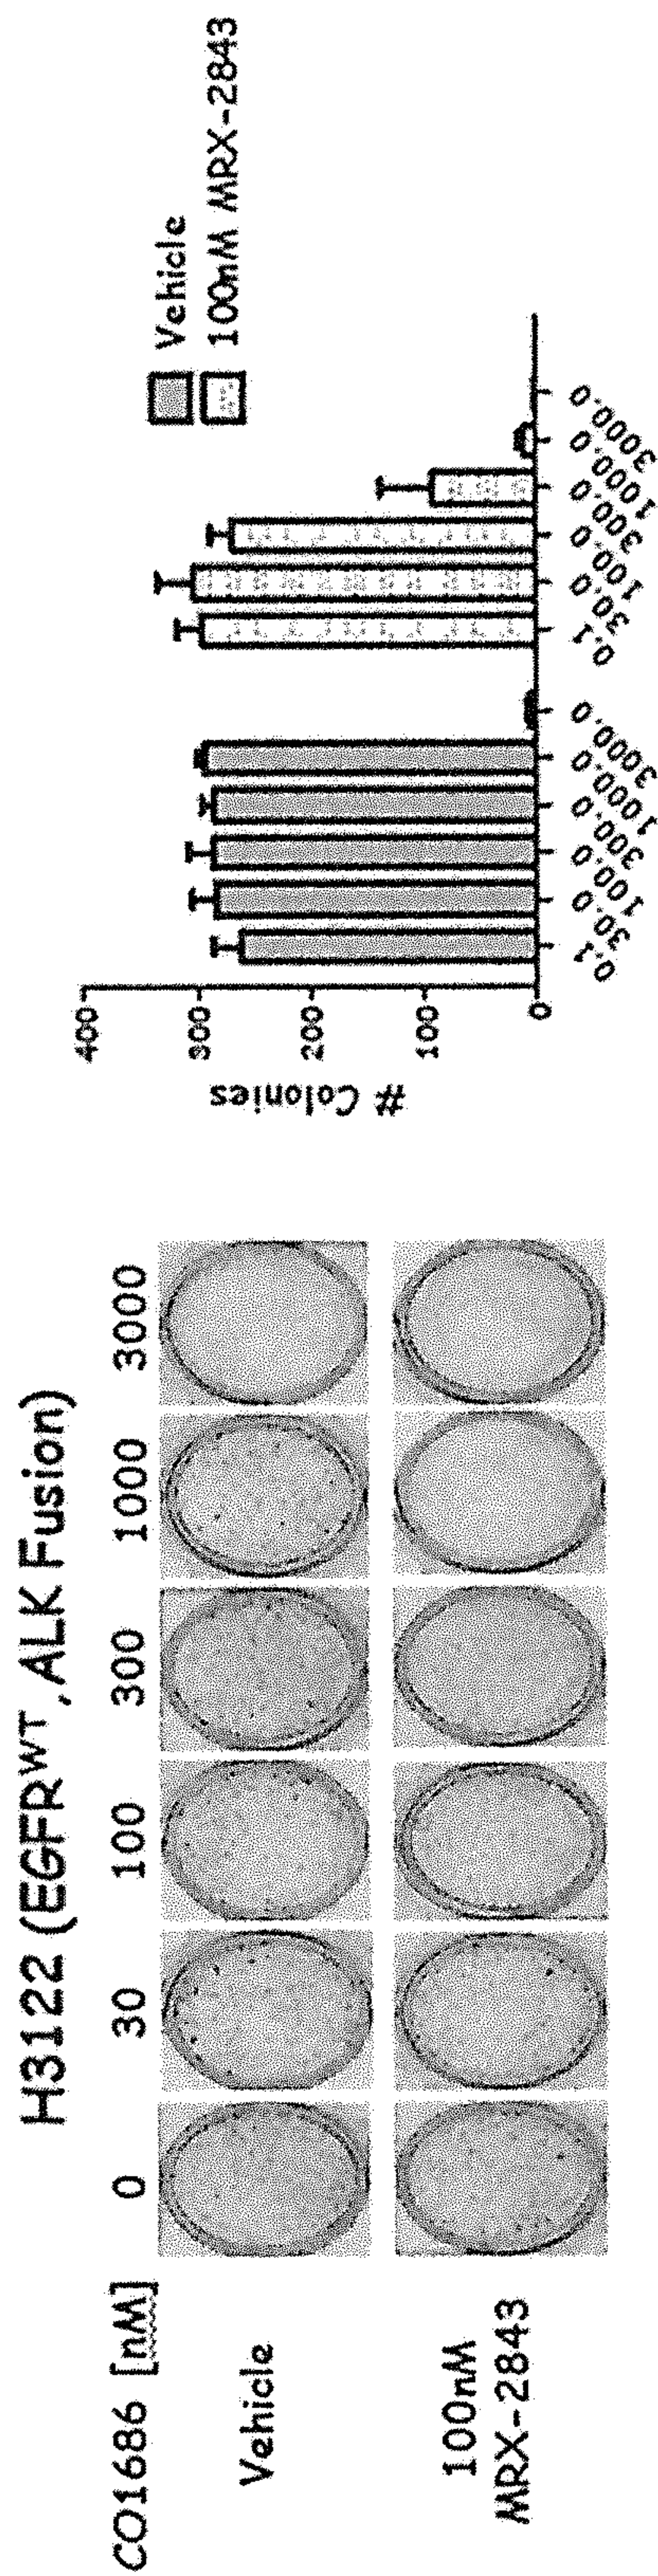 H3122 (EGFRWT, ALK Fusion)
CO1686 [nM] 0 30 100 300 1000 3000
Vehicle
100nM
MRX-2843
# Colonies
400
300
200
100
0
0.1 30.0 100.0 300.0 1000.0 3000.0 0.1 30.0 100.0 300.0 1000.0 3000.0
Vehicle
100nM MRX-2843